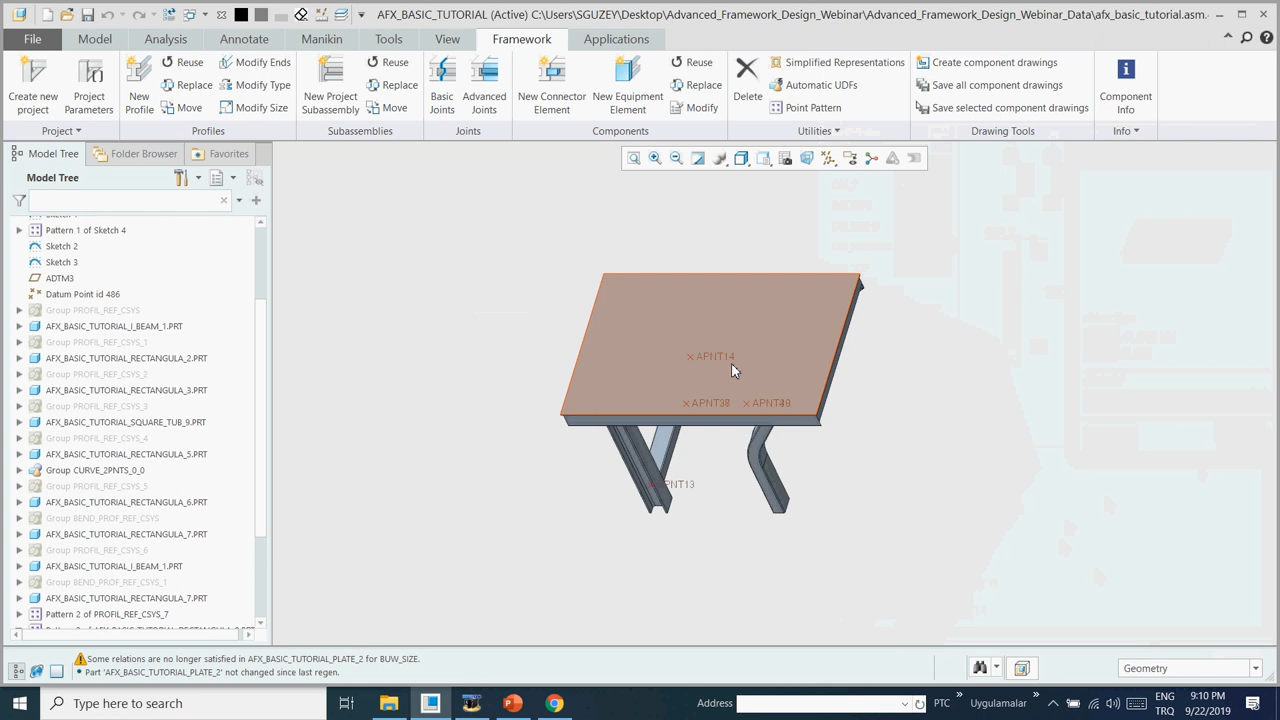 AFX_BASIC_TUTORIAL (Active) C:\Users\SGUZEY\Desktop\Advanced_Framework_Design_Webinar\Advanced_Framework_Design_Webinar_Data\afx_basic_tutorial.asm.
File
Model
Analysis
Annotate
Manikin
Tools
View
Framework
Applications
Create new project
Project Parameters
Project
New Profile
Reuse
Replace
Move
Modify Ends
Modify Type
Modify Size
Profiles
New Project Subassembly
Reuse
Replace
Move
Subassemblies
Basic Joints
Advanced Joints
Joints
New Connector Element
New Equipment Element
Reuse
Replace
Modify
Components
Delete
Simplified Representations
Automatic UDFs
Point Pattern
Utilities
Create component drawings
Save all component drawings
Save selected component drawings
Drawing Tools
Component Info
Info
Model Tree
Folder Browser
Favorites
Model Tree
Pattern 1 of Sketch 4
Sketch 2
Sketch 3
ADTM3
Datum Point id 486
Group PROFIL_REF_CSYS
AFX_BASIC_TUTORIAL_I_BEAM_1.PRT
Group PROFIL_REF_CSYS_1
AFX_BASIC_TUTORIAL_RECTANGULA_2.PRT
Group PROFIL_REF_CSYS_2
AFX_BASIC_TUTORIAL_RECTANGULA_3.PRT
Group PROFIL_REF_CSYS_3
AFX_BASIC_TUTORIAL_SQUARE_TUB_9.PRT
Group PROFIL_REF_CSYS_4
AFX_BASIC_TUTORIAL_RECTANGULA_5.PRT
Group CURVE_2PNTS_0_0
Group PROFIL_REF_CSYS_5
AFX_BASIC_TUTORIAL_RECTANGULA_6.PRT
Group BEND_PROF_REF_CSYS
AFX_BASIC_TUTORIAL_RECTANGULA_7.PRT
Group PROFIL_REF_CSYS_6
AFX_BASIC_TUTORIAL_I_BEAM_1.PRT
Group BEND_PROF_REF_CSYS_1
AFX_BASIC_TUTORIAL_RECTANGULA_7.PRT
Pattern 2 of PROFIL_REF_CSYS_7
APNT14
PNT13
Some relations are no longer satisfied in AFX_BASIC_TUTORIAL_PLATE_2 for BUW_SIZE.
• Part 'AFX_BASIC_TUTORIAL_PLATE_2' not changed since last regen.
Geometry
Type here to search
Address
PTC
Uygulamalar
ENG
TRQ
9:10 PM
9/22/2019